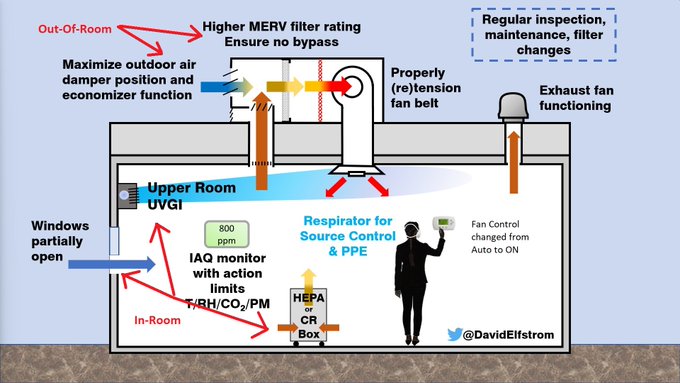 Out-Of-Room
Higher MERV filter rating
Ensure no bypass
Regular inspection,
maintenance, filter
changes
Maximize outdoor air
damper position and
economizer function
Properly
(re)tension
fan belt
Exhaust fan
functioning
Upper Room
UVGI
Windows
partially
open
800
ppm
IAQ monitor
with action
limits
T/RH/CO₂/PM
Respirator for
Source Control
& PPE
Fan Control
changed from
Auto to ON
In-Room
HEPA
or
CR
Box
@DavidElfstrom